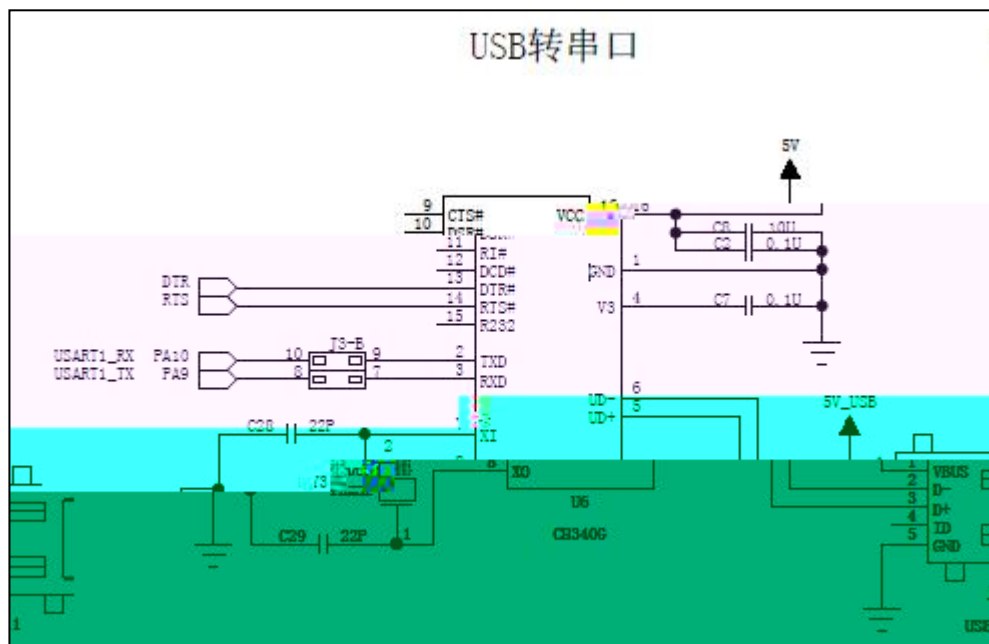 USB转串口
5V
9 CTS# VCC
10
C8 10U
C2 0.1U
11 RI#
12 DCD# GND 1
DTR 13 DTR#
RTS 14 RTS# V3 4 C7 0.1U
15 R232
J3-B
USART1_RX PA10 10 9 2 TXD
USART1_TX PA9 8 7 3 RXD
UD- 6
UD+ 5
5V_USB
C28 22P XI
2
8 XO
1 VBUS
2 D-
3 D+
4 ID
5 GND
U6
CH340G
C29 22P 1
1